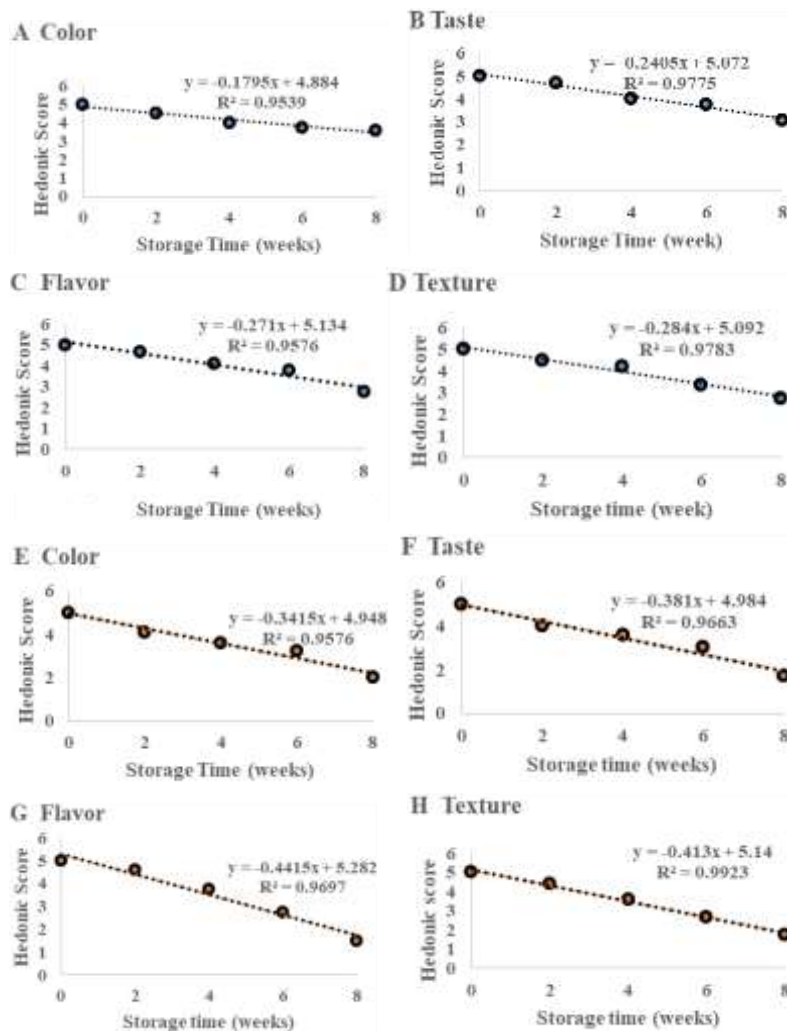 A Color
y = -0.1795x + 4.884
R² = 0.9539
Hedonic Score
6
5
4
3
2
1
0
0 2 4 6 8
Storage Time (weeks)
B Taste
y = 0.2405x + 5.072
R² = 0.9775
Hedonic Score
6
5
4
3
2
1
0
0 2 4 6 8
Storage Time (week)
C Flavor
y = -0.271x + 5.134
R² = 0.9576
Hedonic Score
6
5
4
3
2
1
0
0 2 4 6 8
Storage Time (weeks)
D Texture
y = -0.284x + 5.092
R² = 0.9783
Hedonic Score
6
5
4
3
2
1
0
0 2 4 6 8
Storage time (week)
E Color
y = -0.3415x + 4.948
R² = 0.9576
Hedonic Score
6
4
2
0
0 2 4 6 8
Storage Time (weeks)
F Taste
y = -0.381x + 4.984
R² = 0.9663
Hedonic Score
6
4
2
0
0 2 4 6 8
Storage time (weeks)
G Flavor
y = -0.4415x + 5.282
R² = 0.9697
Hedonic Score
6
5
4
3
2
1
0
0 2 4 6 8
Storage time (weeks)
H Texture
y = -0.413x + 5.14
R² = 0.9923
Hedonic score
6
5
4
3
2
1
0
0 2 4 6 8
Storage time (weeks)